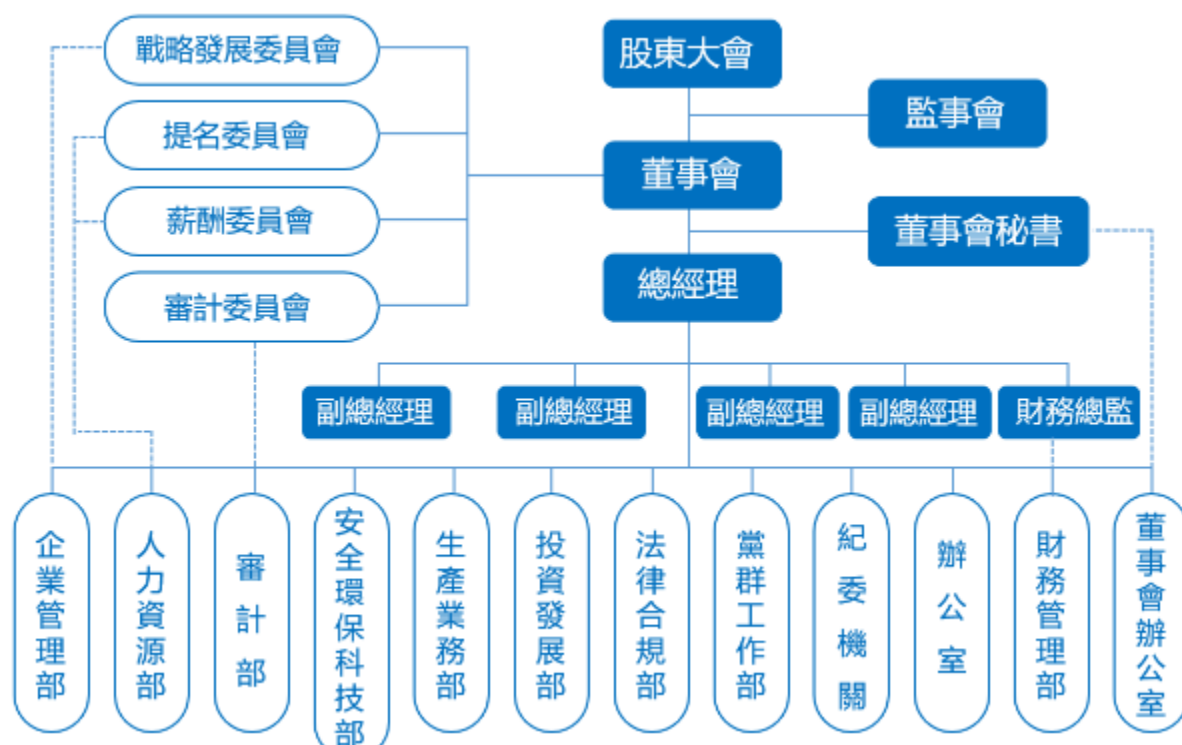 戰略發展委員會
股東大會
監事會
提名委員會
董事會
薪酬委員會
董事會秘書
總經理
審計委員會
副總經理
副總經理
副總經理
副總經理
財務總監
企業管理部
人力資源部
審計部
安全環保科技部
生產業務部
投資發展部
法律合規部
黨群工作部
紀委機關
辦公室
財務管理部
董事會辦公室